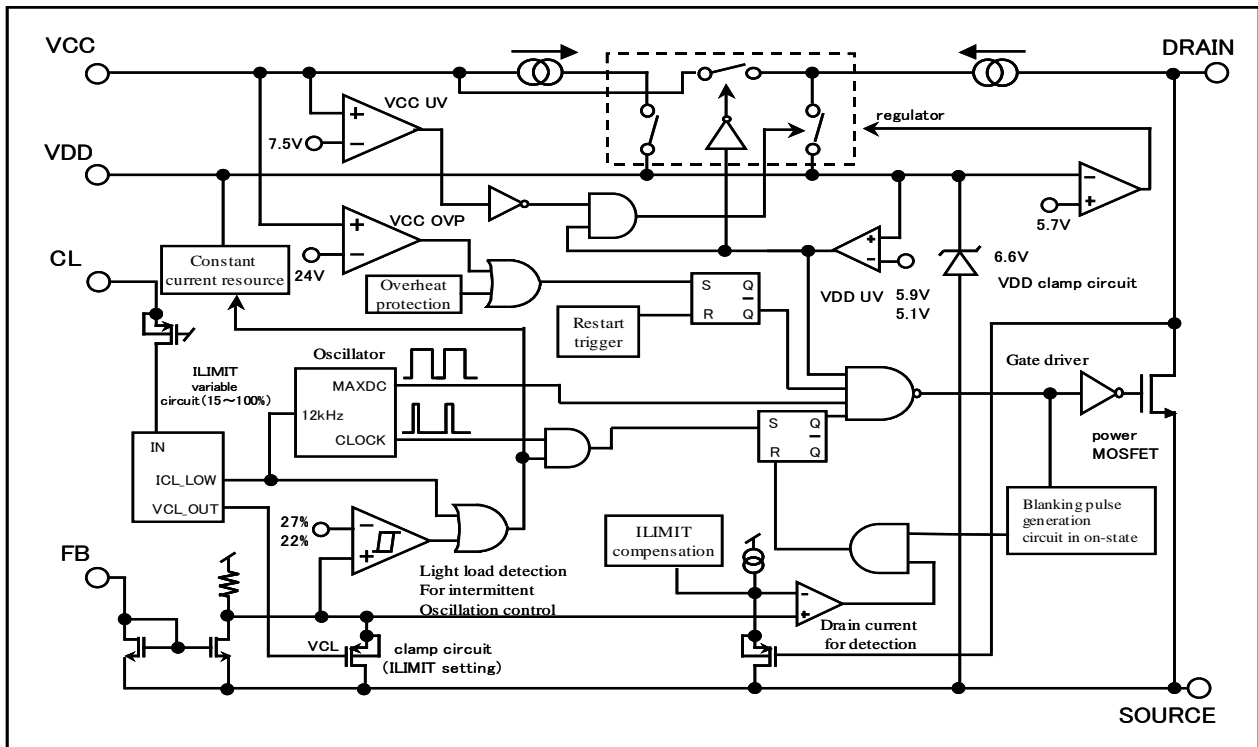 VCC
DRAIN
VCC UV
7.5V
regulator
VDD
VCC OVP
5.7V
24V
CL
Constant
current resource
Overheat
protection
S Q
R Q
VDD UV
5.9V
5.1V
6.6V
VDD clamp circuit
Restart
trigger
Oscillator
MAXDC
12kHz
CLOCK
ILIMIT
variable
circuit(15～100%)
Gate driver
S Q
R Q
power
MOSFET
IN
ICL_LOW
VCL_OUT
27%
22%
ILIMIT
compensation
Blanking pulse
generation
circuit in on-state
FB
Light load detection
For intermittent
Oscillation control
Drain current
for detection
VCL
clamp circuit
(ILIMIT setting)
SOURCE